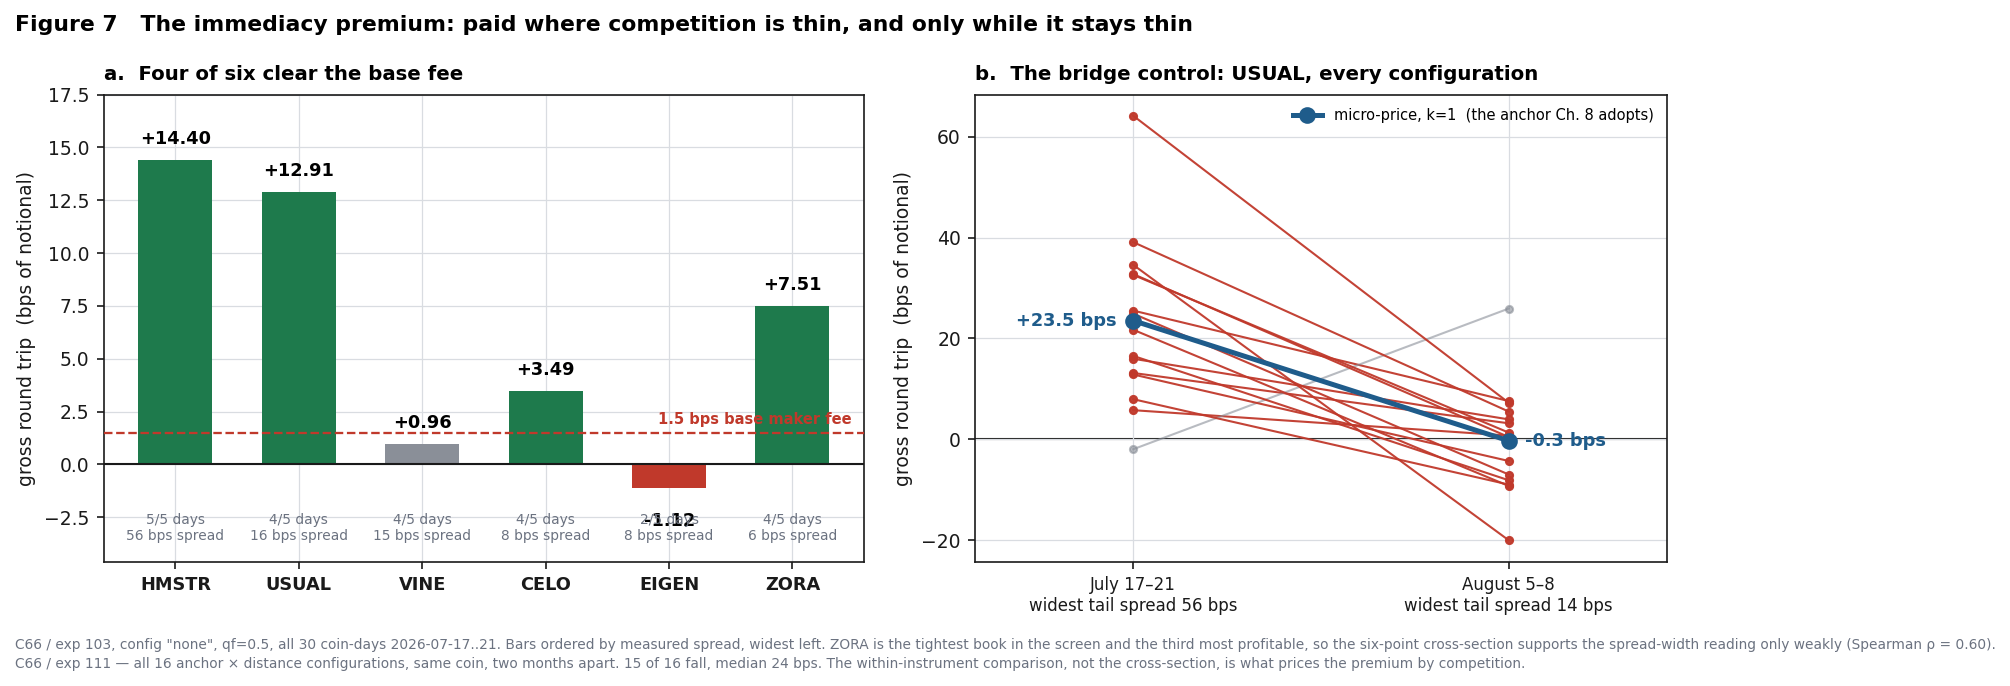 Figure 7   The immediacy premium: paid where competition is thin, and only while it stays thin
a.  Four of six clear the base fee
gross round trip  (bps of notional)
17.5
15.0
12.5
10.0
7.5
5.0
2.5
0.0
−2.5
+14.40
+12.91
+0.96
+3.49
-1.12
+7.51
1.5 bps base maker fee
5/5 days
56 bps spread
4/5 days
16 bps spread
4/5 days
15 bps spread
4/5 days
8 bps spread
2/5 days
8 bps spread
4/5 days
6 bps spread
HMSTR
USUAL
VINE
CELO
EIGEN
ZORA
b.  The bridge control: USUAL, every configuration
gross round trip  (bps of notional)
60
40
20
0
−20
micro-price, k=1  (the anchor Ch. 8 adopts)
+23.5 bps
-0.3 bps
July 17–21
widest tail spread 56 bps
August 5–8
widest tail spread 14 bps
C66 / exp 103, config "none", qf=0.5, all 30 coin-days 2026-07-17..21. Bars ordered by measured spread, widest left. ZORA is the tightest book in the screen and the third most profitable, so the six-point cross-section supports the spread-width reading only weakly (Spearman ρ = 0.60).
C66 / exp 111 — all 16 anchor × distance configurations, same coin, two months apart. 15 of 16 fall, median 24 bps. The within-instrument comparison, not the cross-section, is what prices the premium by competition.